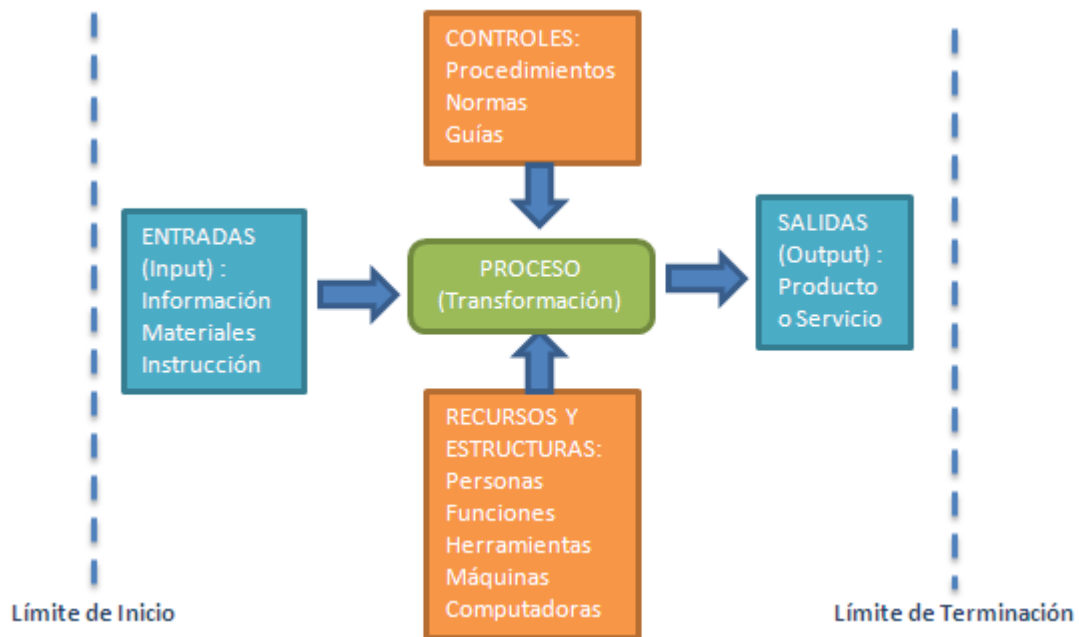 CONTROLES:
Procedimientos
Normas
Guías
ENTRADAS
(Input) :
Información
Materiales
Instrucción
PROCESO
(Transformación)
SALIDAS
(Output) :
Producto
o Servicio
RECURSOS Y
ESTRUCTURAS:
Personas
Funciones
Herramientas
Máquinas
Computadoras
Límite de Inicio
Límite de Terminación